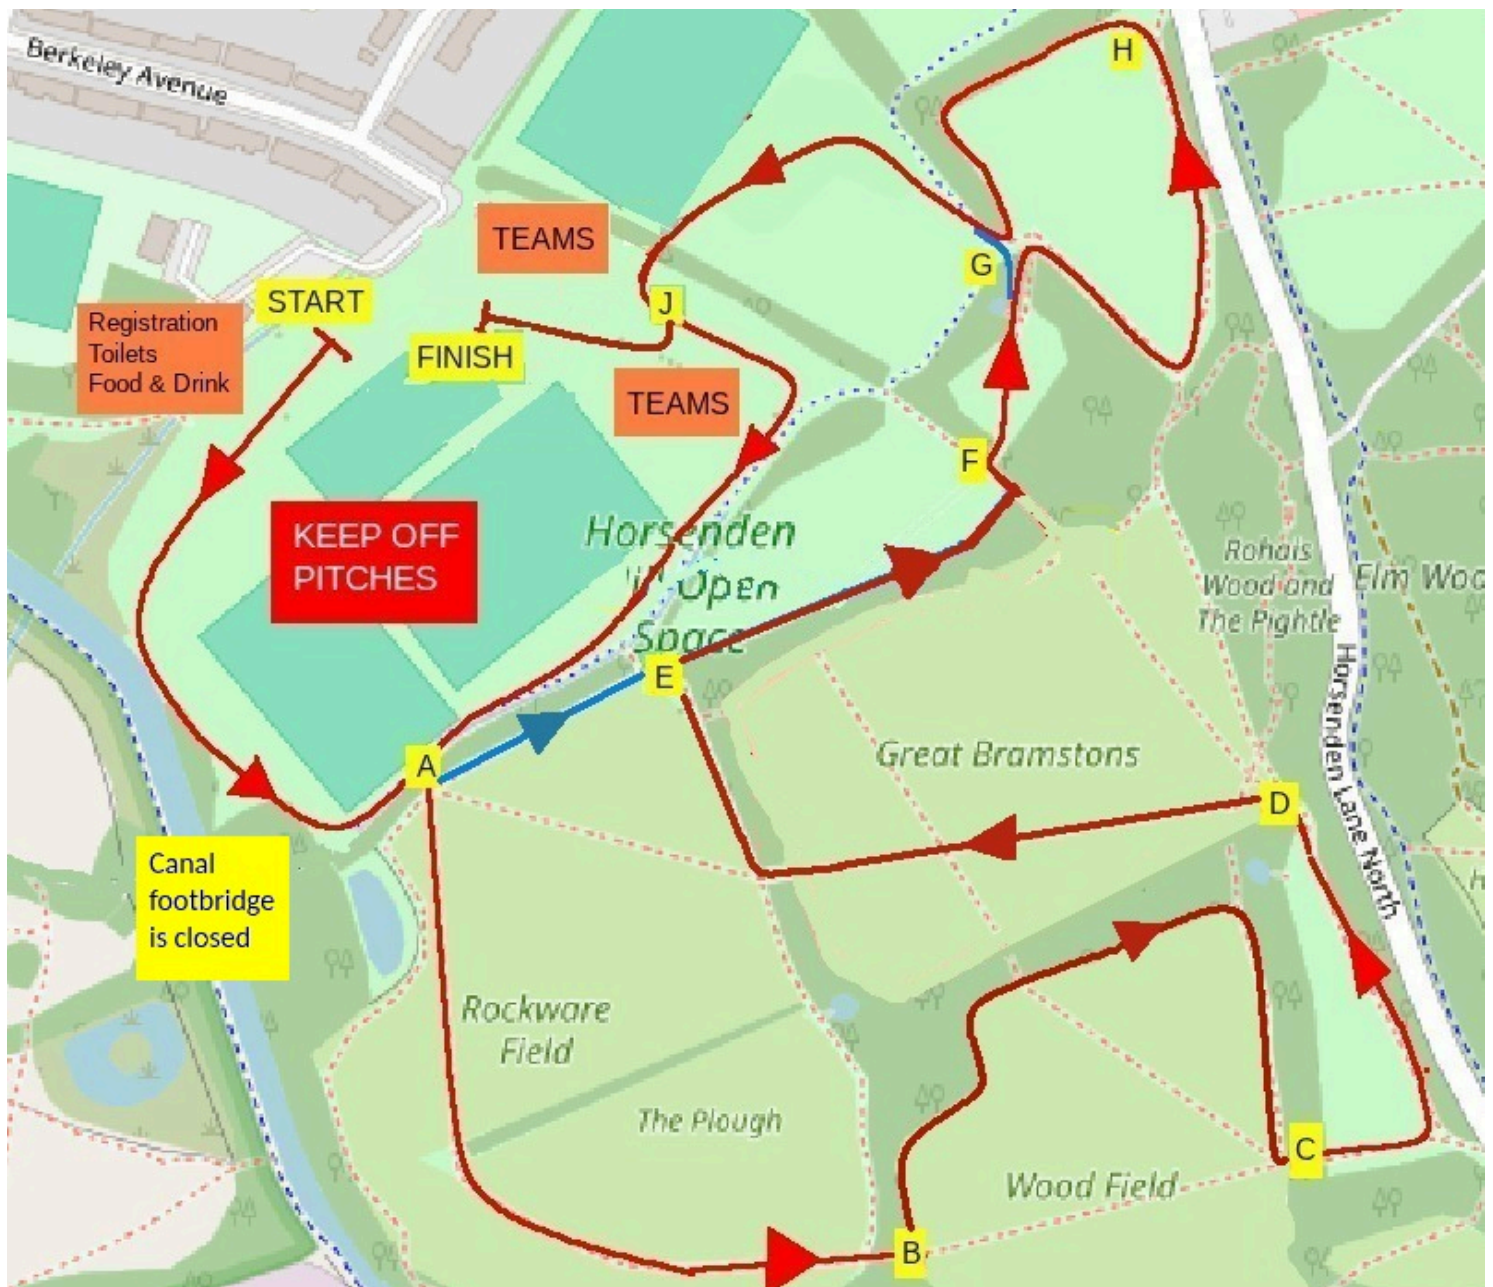 Berkeley Avenue
H
TEAMS
G
START
J
Registration
Toilets
Food & Drink
FINISH
TEAMS
F
KEEP OFF
PITCHES
Horsenden
Open
Space
Rohais
Wood and
The Pightle
Elm Woo
E
Horsenden Lane North
A
Great Bramstons
D
Canal
footbridge
is closed
H
Rockware
Field
The Plough
C
Wood Field
B